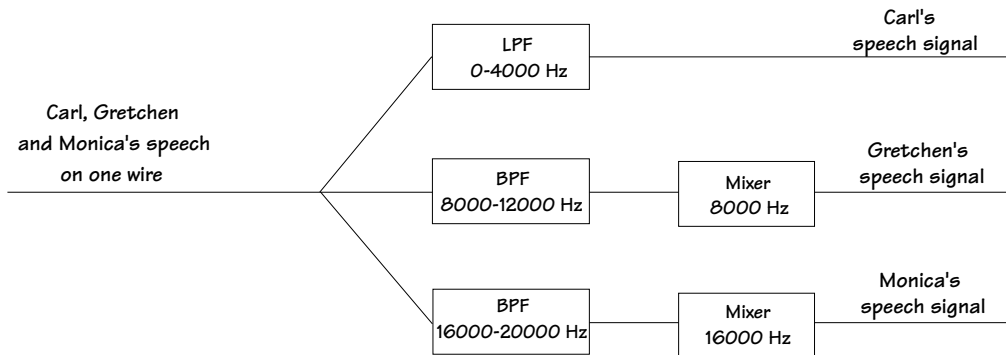 Carl, Gretchen
and Monica's speech
on one wire
LPF
0-4000 Hz
Carl's
speech signal
BPF
8000-12000 Hz
Mixer
8000 Hz
Gretchen's
speech signal
BPF
16000-20000 Hz
Mixer
16000 Hz
Monica's
speech signal